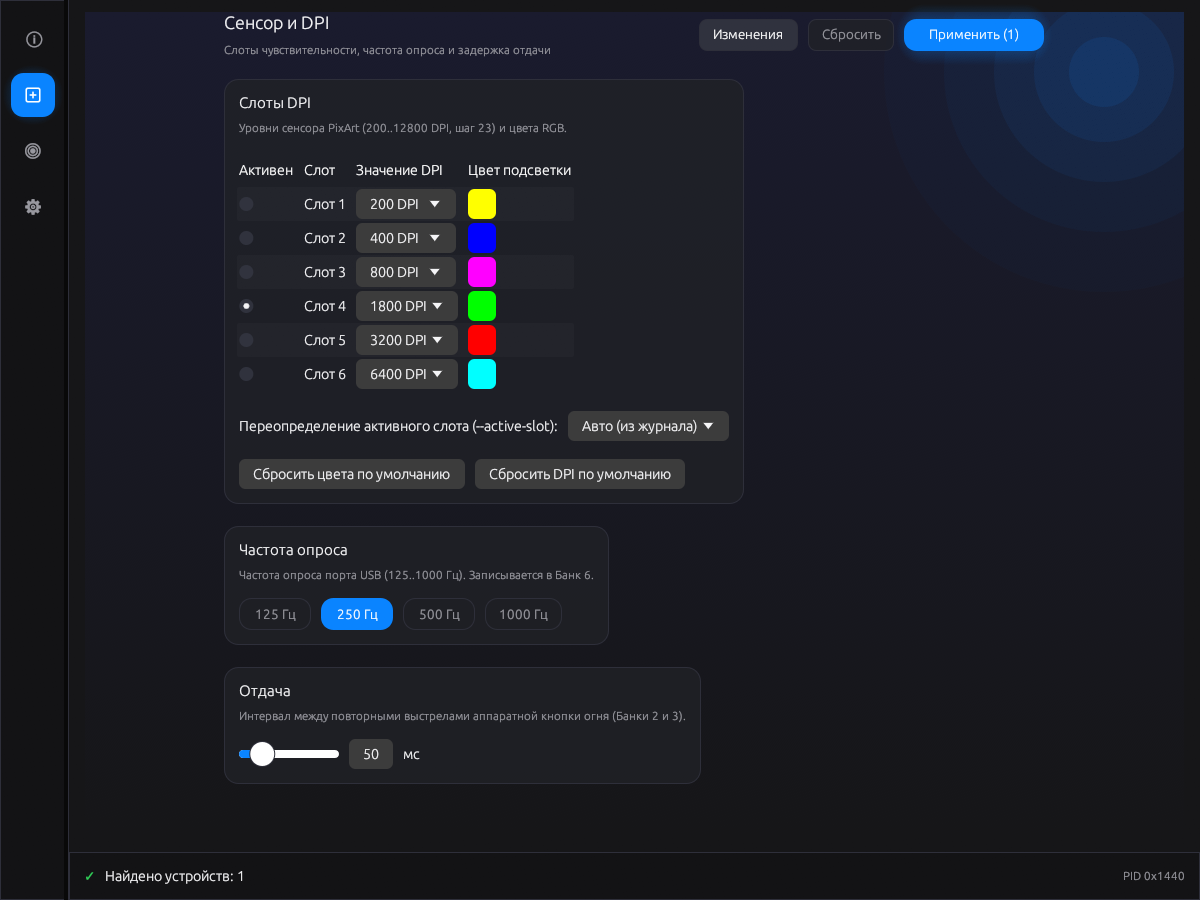 Сенсор и DPI
Слоты чувствительности, частота опроса и задержка отдачи
Изменения
Сбросить
Применить (1)
Слоты DPI
Уровни сенсора PixArt (200..12800 DPI, шаг 23) и цвета RGB.
Активен Слот Значение DPI Цвет подсветки
Слот 1 200 DPI
Слот 2 400 DPI
Слот 3 800 DPI
Слот 4 1800 DPI
Слот 5 3200 DPI
Слот 6 6400 DPI
Переопределение активного слота (--active-slot): Авто (из журнала)
Сбросить цвета по умолчанию Сбросить DPI по умолчанию
Частота опроса
Частота опроса порта USB (125..1000 Гц). Записывается в Банк 6.
125 Гц 250 Гц 500 Гц 1000 Гц
Отдача
Интервал между повторными выстрелами аппаратной кнопки огня (Банки 2 и 3).
50 мс
✓ Найдено устройств: 1
PID 0x1440